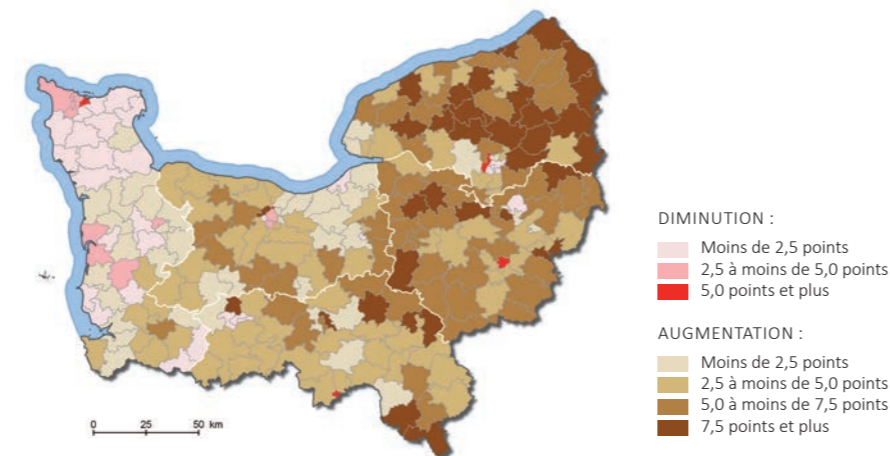 DIMINUTION :
Moins de 2,5 points
2,5 à moins de 5,0 points
5,0 points et plus
AUGMENTATION :
Moins de 2,5 points
2,5 à moins de 5,0 points
5,0 à moins de 7,5 points
7,5 points et plus
0 25 50 km